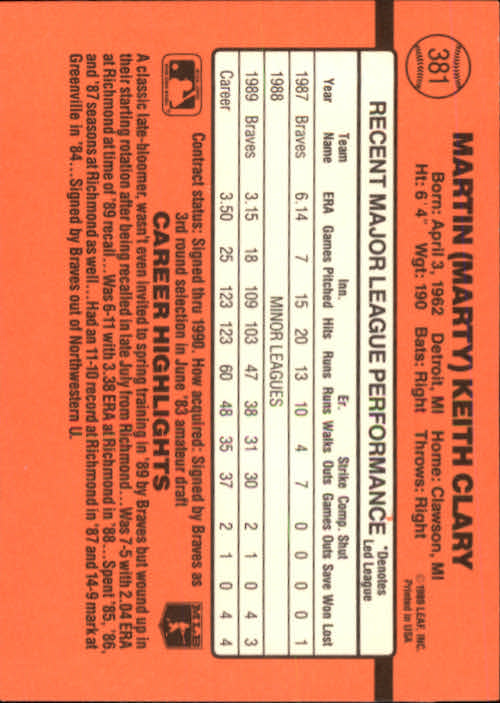 381
MARTIN (MARTY) KEITH CLARY
Born: April 3, 1962 Detroit, MI Home: Clawson, MI
Ht: 6'4" Wgt: 190 Bats: Right Throws: Right
© 1989 LEAF, INC.
Printed in USA
RECENT MAJOR LEAGUE PERFORMANCE *Denotes Led League
Team Inn. Er. Strike Comp. Shut
Year Name ERA Games Pitched Hits Runs Runs Walks Outs Games Outs Save Won Lost
1987 Braves 6.14 7 15 20 13 10 4 7 0 0 0 0 1
1988 MINOR LEAGUES
1989 Braves 3.15 18 109 103 47 38 31 30 2 1 0 4 3
Career 3.50 25 123 123 60 48 35 37 2 1 0 4 4
Contract status: Signed thru 1990. How acquired: Signed by Braves as
3rd round selection in June '83 amateur draft
MLB
CAREER HIGHLIGHTS
A classic late-bloomer, wasn't even invited to spring training in '89 by Braves but wound up in
their starting rotation after being recalled in late July from Richmond...Was 7-5 with 2.04 ERA
at Richmond at time of '89 recall...Was 6-11 with 3.38 ERA at Richmond in '88...Spent '85, '86,
and '87 seasons at Richmond as well...Had an 11-10 record at Richmond in '87 and 14-9 mark at
Greenville in '84...Signed by Braves out of Northwestern U.